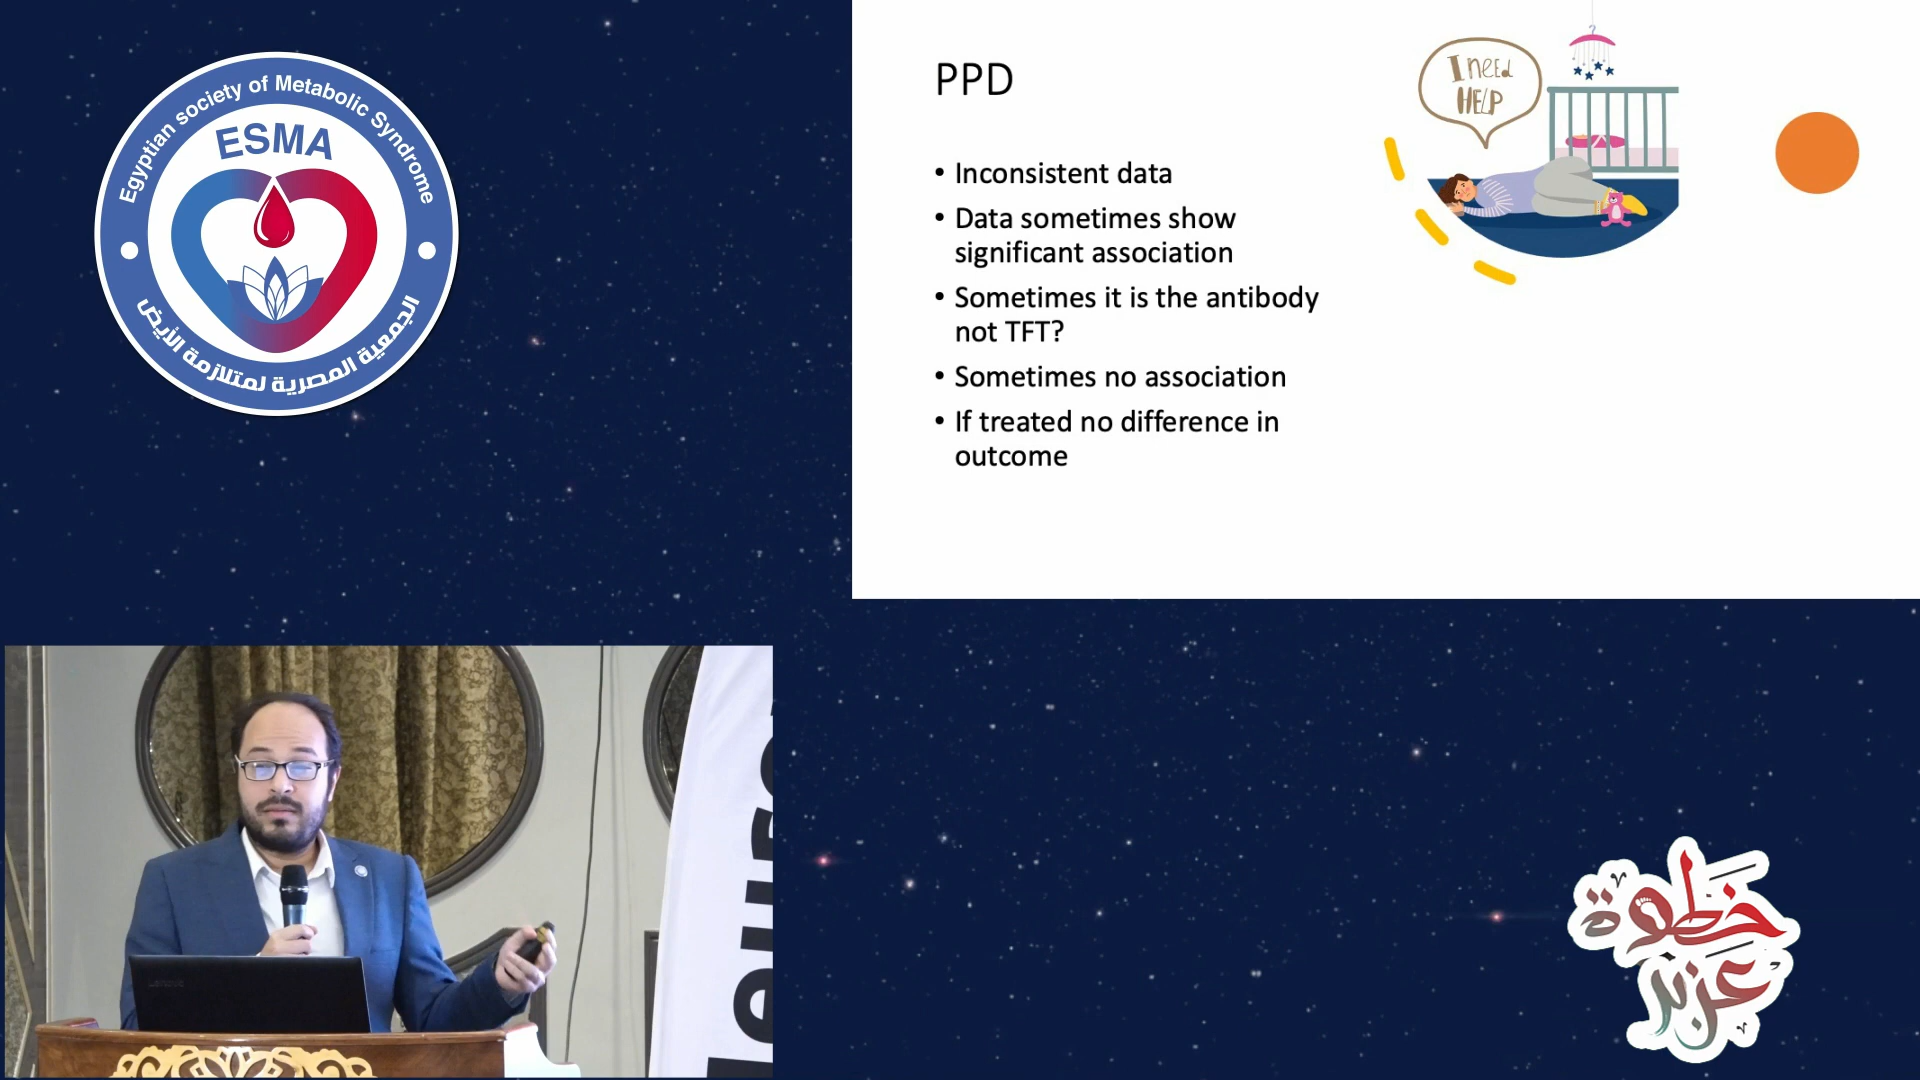 Egyptian society of Metabolic Syndrome
ESMA
الجمعية المصرية لمتلازمة الأيض
PPD
I need
HELP
• Inconsistent data
• Data sometimes show
significant association
• Sometimes it is the antibody
not TFT?
• Sometimes no association
• If treated no difference in
outcome
Lenovo
خطوة